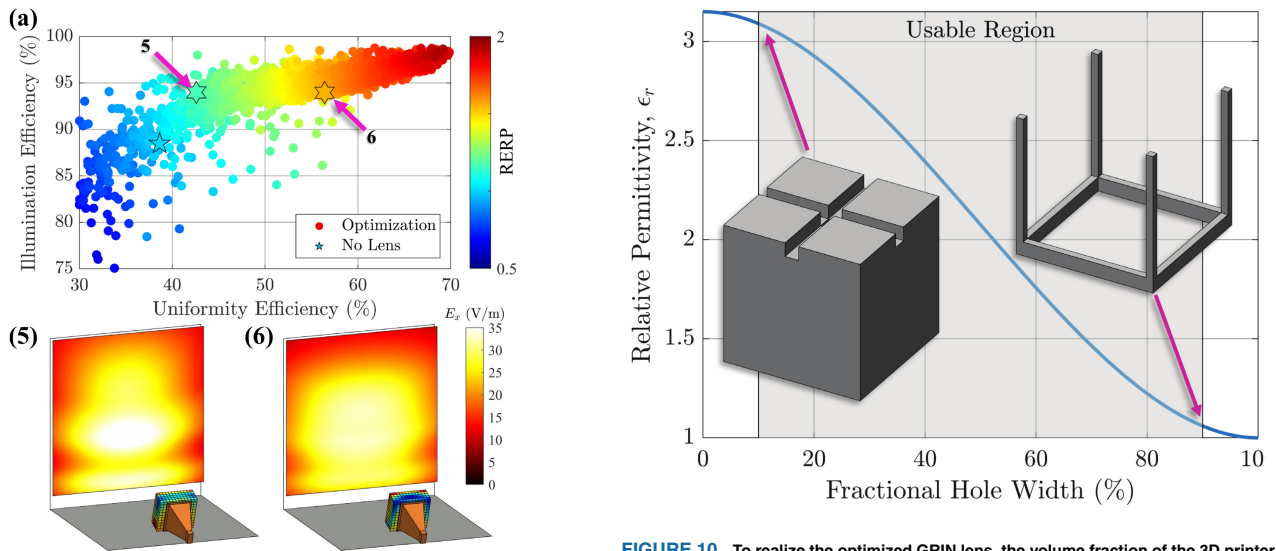 (a)
100
95
90
85
80
75
Illumination Efficiency (%)
5
6
Optimization
No Lens
30 40 50 60 70
Uniformity Efficiency (%)
2
RERP
0.5
(5)
(6)
E_x (V/m)
35
30
25
20
15
10
5
0
Usable Region
3
2.5
2
1.5
1
Relative Permittivity, ϵ_r
0 20 40 60 80 10
Fractional Hole Width (%)
FIGURE 10 To realize the optimized GRIN lens, the volume fraction of the 3D printer